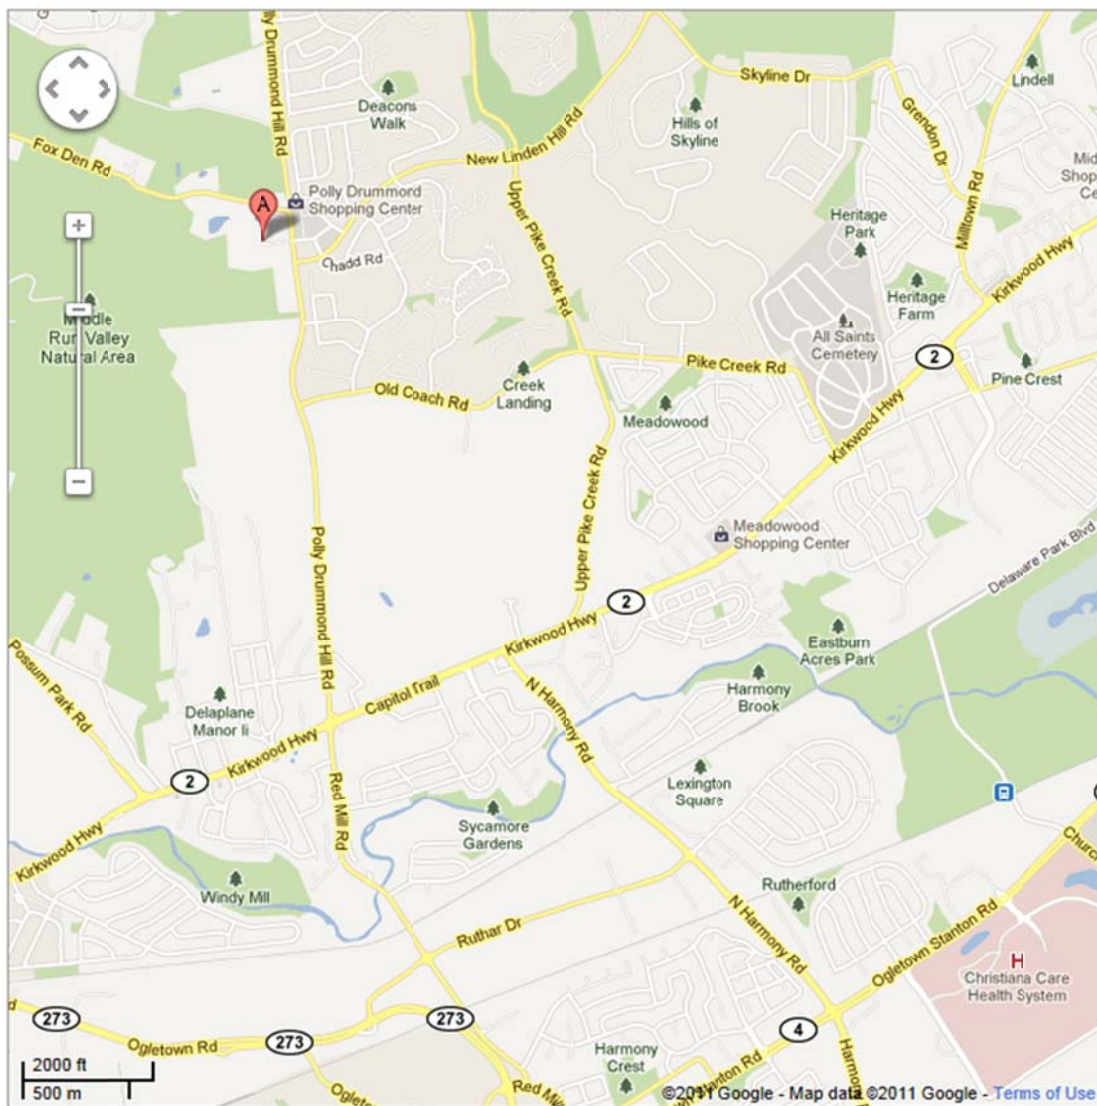 lly Drummond Hill Rd
Skyline Dr
Lindell
Deacons
Walk
Hills of
Skyline
Grendon Dr
Fox Den Rd
New Linden Hill Rd
Milltown Rd
A
Polly Drummond
Shopping Center
Upper Pike Creek Rd
Heritage
Park
Chadd Rd
Kirkwood Hwy
Heritage
Farm
Middle
Run Valley
Natural Area
All Saints
Cemetery
2
Pike Creek Rd
Pine Crest
Old Coach Rd
Creek
Landing
Meadowood
Kirkwood Hwy
Upper Pike Creek Rd
Meadowood
Shopping Center
Polly Drummond Hill Rd
Delaware Park Blvd
2
Kirkwood Hwy
Eastburn
Acres Park
Possum Park Rd
Harmony
Brook
Capitol Trail
N Harmony Rd
Delaplane
Manor Ii
Kirkwood Hwy
2
Red Mill Rd
Lexington
Square
Sycamore
Gardens
Kirkwood Hwy
Windy Mill
Rutherford
N Harmony Rd
Ruthar Dr
Ogletown Stanton Rd
H
Christiana Care
Health System
273
273
273
4
Ogletown Rd
Harmony
Crest
2000 ft
500 m
©2011 Google - Map data ©2011 Google - Terms of Use